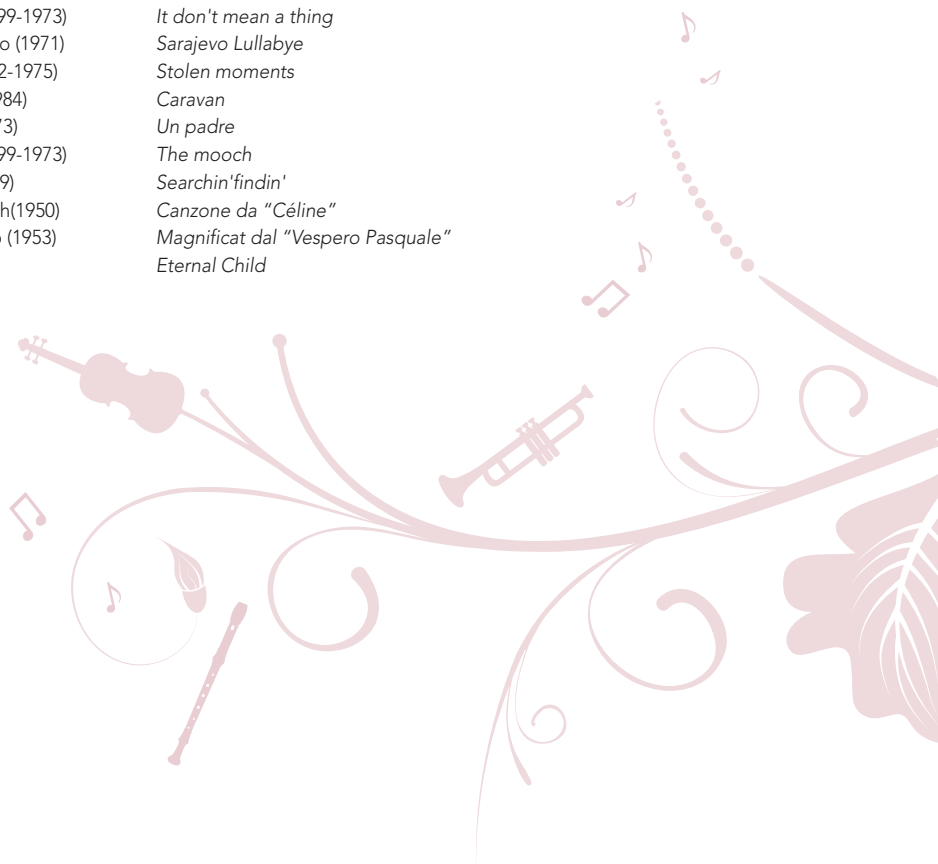 99-1973) It don't mean a thing
o (1971) Sarajevo Lullabye
2-1975) Stolen moments
984) Caravan
73) Un padre
99-1973) The mooch
9) Searchin'findin'
h(1950) Canzone da “Céline”
(1953) Magnificat dal “Vespero Pasquale”
Eternal Child